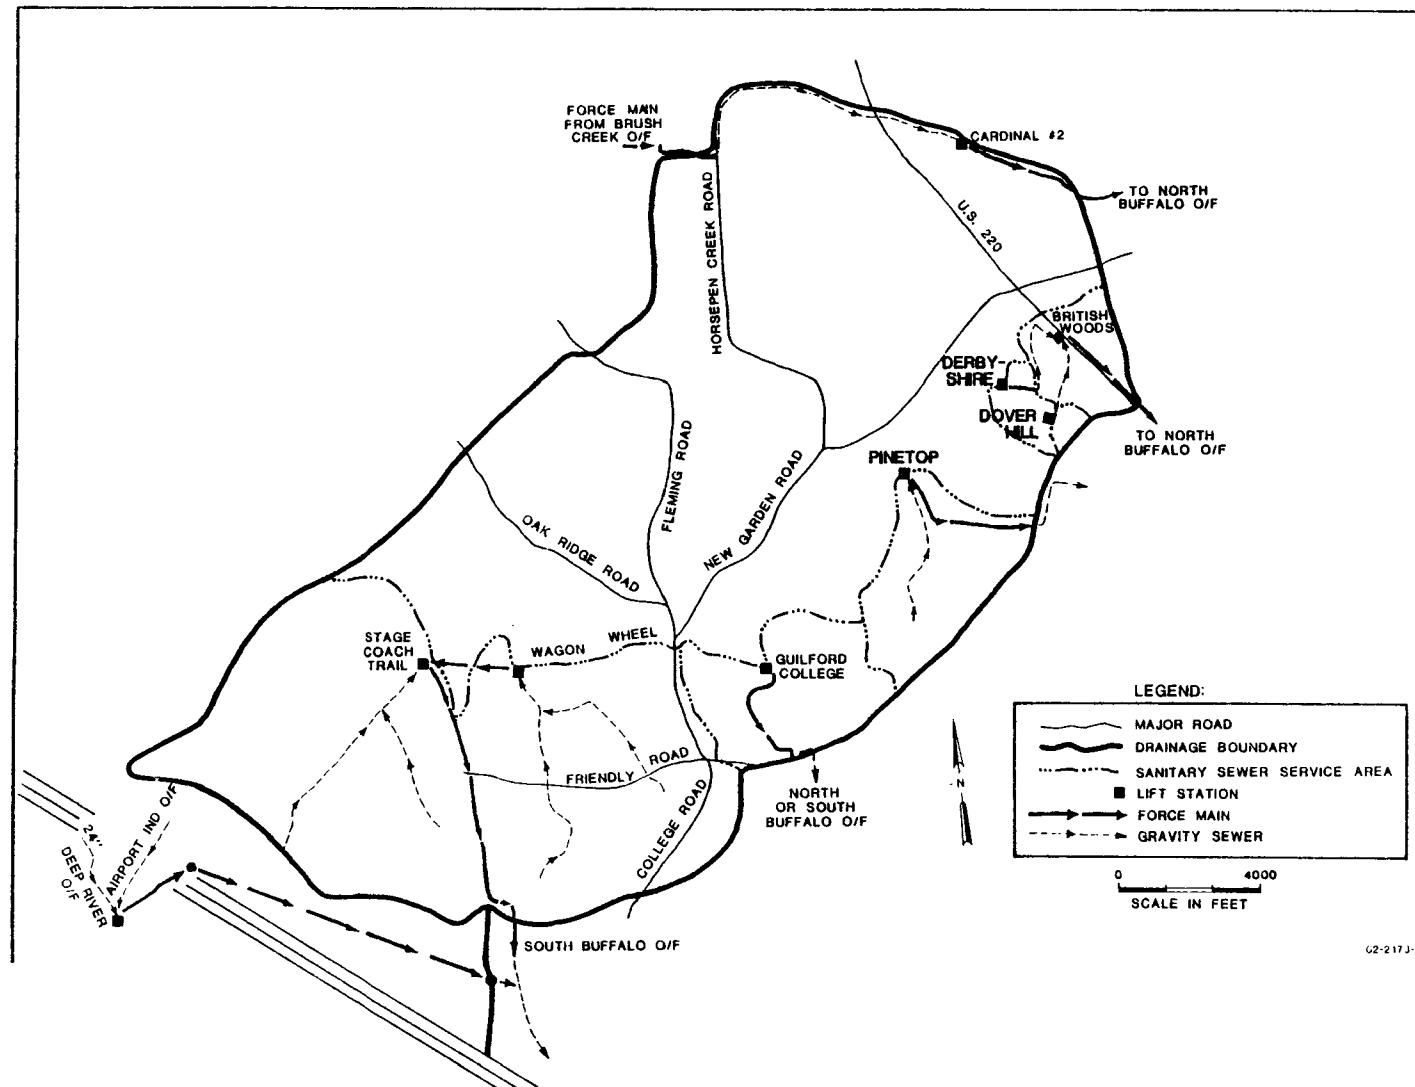 FORCE MAIN
FROM BRUSH
CREEK O/F
CARDINAL #2
TO NORTH
BUFFALO O/F
HORSEPEN CREEK ROAD
U.S. 220
BRITISH
WOODS
DERBY-
SHIRE
DOVER
HILL
TO NORTH
BUFFALO O/F
PINETOP
FLEMING ROAD
NEW GARDEN ROAD
OAK RIDGE ROAD
STAGE
COACH
TRAIL
WAGON WHEEL
GUILFORD
COLLEGE
FRIENDLY ROAD
COLLEGE ROAD
NORTH
OR SOUTH
BUFFALO O/F
24"
DEEP RIVER
O/F
AIRPORT IND O/F
SOUTH BUFFALO O/F
N
LEGEND:
MAJOR ROAD
DRAINAGE BOUNDARY
SANITARY SEWER SERVICE AREA
LIFT STATION
FORCE MAIN
GRAVITY SEWER
0 4000
SCALE IN FEET